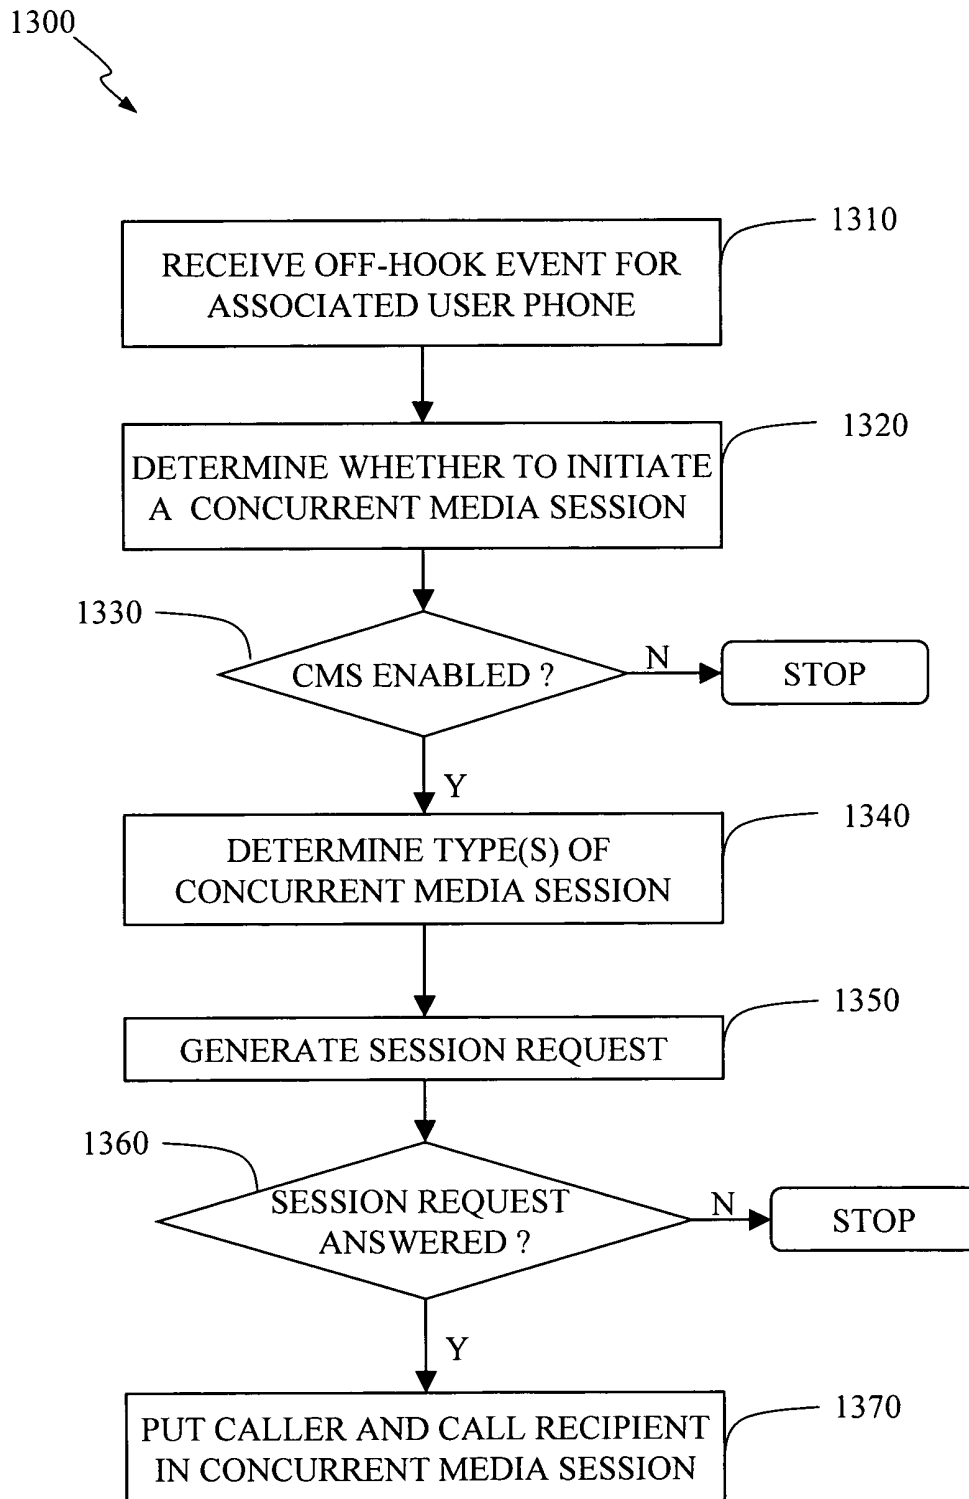 1300
1310
RECEIVE OFF-HOOK EVENT FOR
ASSOCIATED USER PHONE
1320
DETERMINE WHETHER TO INITIATE
A CONCURRENT MEDIA SESSION
1330
CMS ENABLED ?
N
STOP
Y
1340
DETERMINE TYPE(S) OF
CONCURRENT MEDIA SESSION
1350
GENERATE SESSION REQUEST
1360
SESSION REQUEST
ANSWERED ?
N
STOP
Y
1370
PUT CALLER AND CALL RECIPIENT
IN CONCURRENT MEDIA SESSION